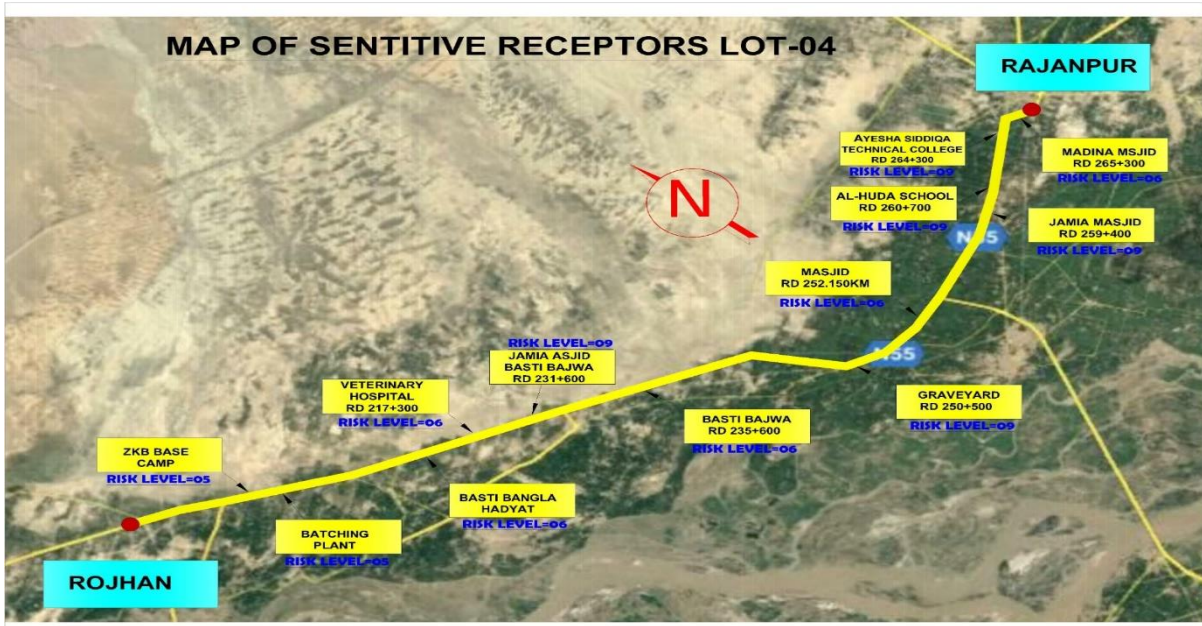 MAP OF SENTITIVE RECEPTORS LOT-04
RAJANPUR
AYESHA SIDDIQA
TECHNICAL COLLEGE
RD 264+300
RISK LEVEL=09
MADINA MSJID
RD 265+300
RISK LEVEL=06
N
AL-HUDA SCHOOL
RD 260+700
RISK LEVEL=09
JAMIA MASJID
RD 259+400
RISK LEVEL=09
N55
MASJID
RD 252.150KM
RISK LEVEL=06
N55
RISK LEVEL=09
JAMIA ASJID
BASTI BAJWA
RD 231+600
VETERINARY
HOSPITAL
RD 217+300
RISK LEVEL=06
GRAVEYARD
RD 250+500
RISK LEVEL=09
BASTI BAJWA
RD 235+600
RISK LEVEL=06
ZKB BASE
CAMP
RISK LEVEL=05
BASTI BANGLA
HADYAT
RISK LEVEL=06
BATCHING
PLANT
RISK LEVEL=05
ROJHAN